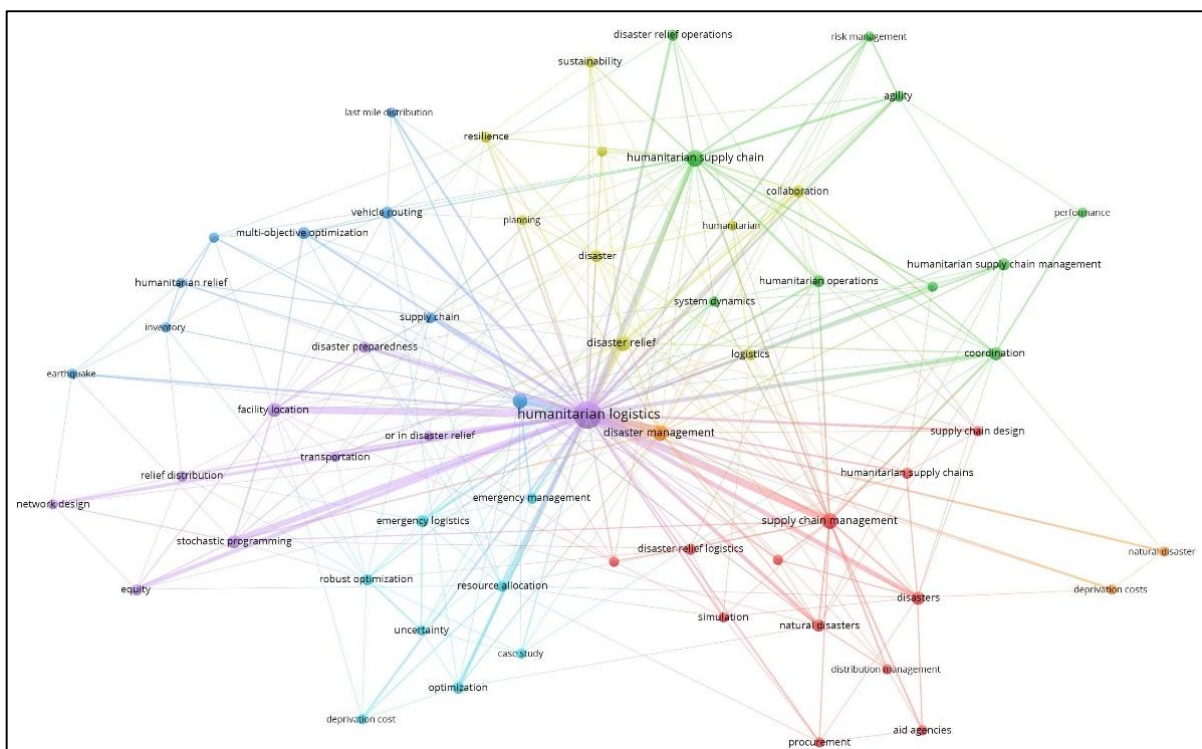 disaster relief operations
risk management
sustainability
agility
last mile distribution
resilience
humanitarian supply chain
collaboration
vehicle routing
planning
humanitarian
performance
multi-objective optimization
disaster
humanitarian supply chain management
humanitarian relief
humanitarian operations
system dynamics
supply chain
inventory
disaster preparedness
disaster relief
logistics
coordination
earthquake
facility location
humanitarian logistics
or in disaster relief
disaster management
supply chain design
transportation
relief distribution
humanitarian supply chains
network design
emergency management
emergency logistics
supply chain management
stochastic programming
disaster relief logistics
natural disaster
robust optimization
resource allocation
equity
deprivation costs
disasters
simulation
natural disasters
uncertainty
case study
distribution management
optimization
deprivation cost
aid agencies
procurement